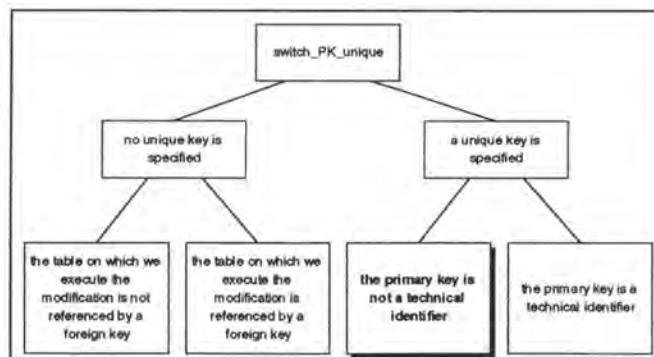 switch_PK_unique
no unique key is
specified
a unique key is
specified
the table on which we
execute the
modification is not
referenced by a
foreign key
the table on which we
execute the
modification is
referenced by a
foreign key
the primary key is
not a technical
identifier
the primary key is a
technical identifier